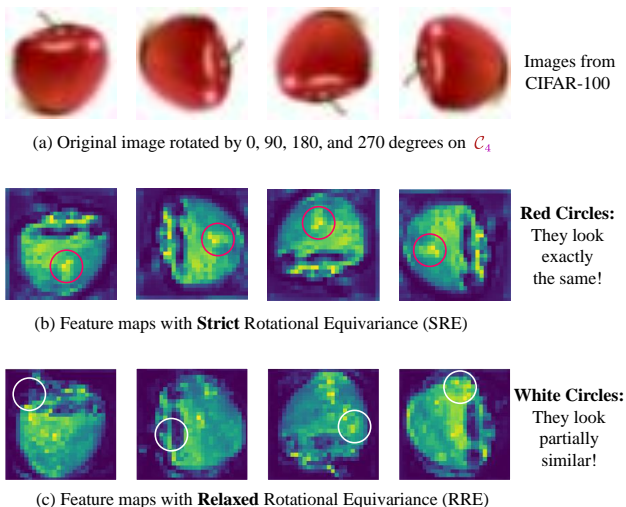 Images from
CIFAR-100
(a) Original image rotated by 0, 90, 180, and 270 degrees on C₄
Red Circles:
They look
exactly
the same!
(b) Feature maps with Strict Rotational Equivariance (SRE)
White Circles:
They look
partially
similar!
(c) Feature maps with Relaxed Rotational Equivariance (RRE)